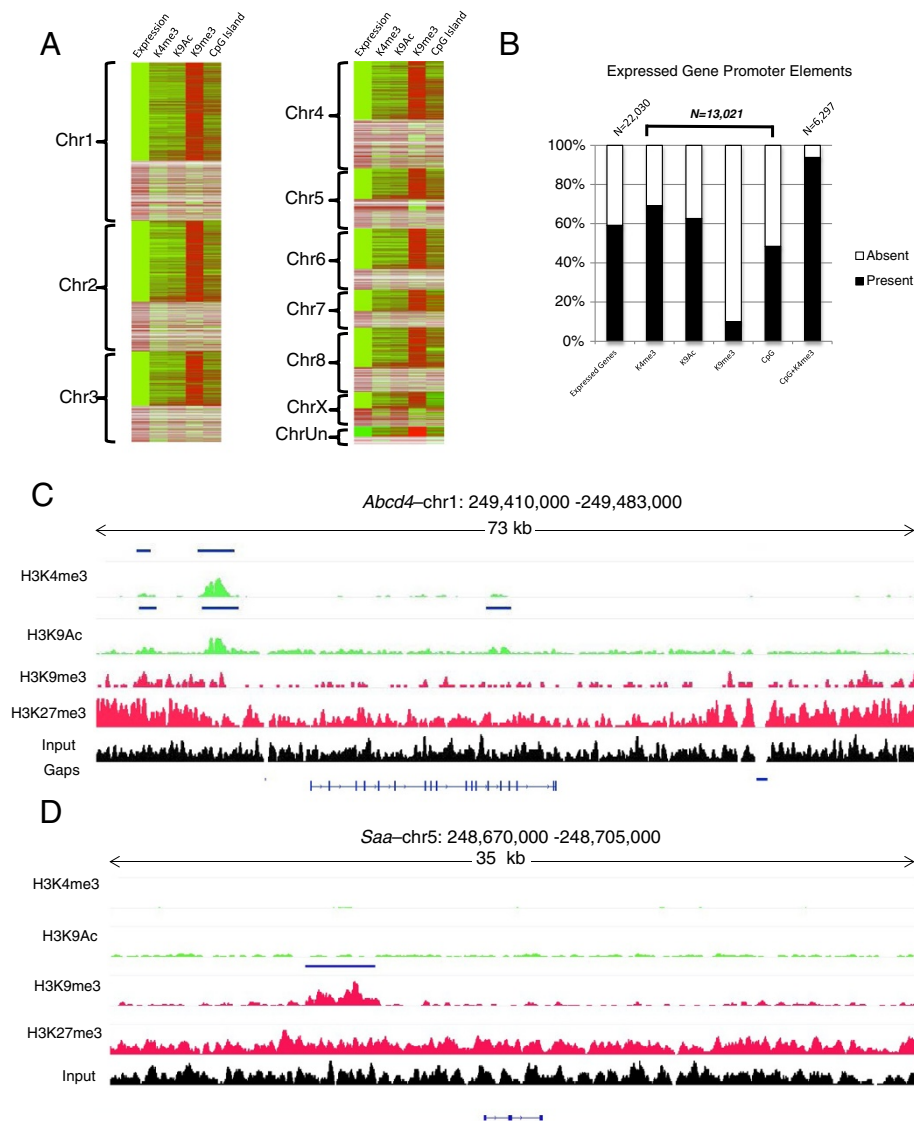 A
Expression
K4me3
K9Ac
K9me3
CpG Island
Chr1
Chr2
Chr3
Expression
K4me3
K9Ac
K9me3
CpG Island
Chr4
Chr5
Chr6
Chr7
Chr8
ChrX
ChrUn
B
Expressed Gene Promoter Elements
N=22,030
N=13,021
N=6,297
100%
80%
60%
40%
20%
0%
Absent
Present
Expressed Genes
K4me3
K9Ac
K9me3
CpG
CpG+K4me3
C
Abcd4–chr1: 249,410,000 -249,483,000
73 kb
H3K4me3
H3K9Ac
H3K9me3
H3K27me3
Input
Gaps
D
Saa–chr5: 248,670,000 -248,705,000
35 kb
H3K4me3
H3K9Ac
H3K9me3
H3K27me3
Input